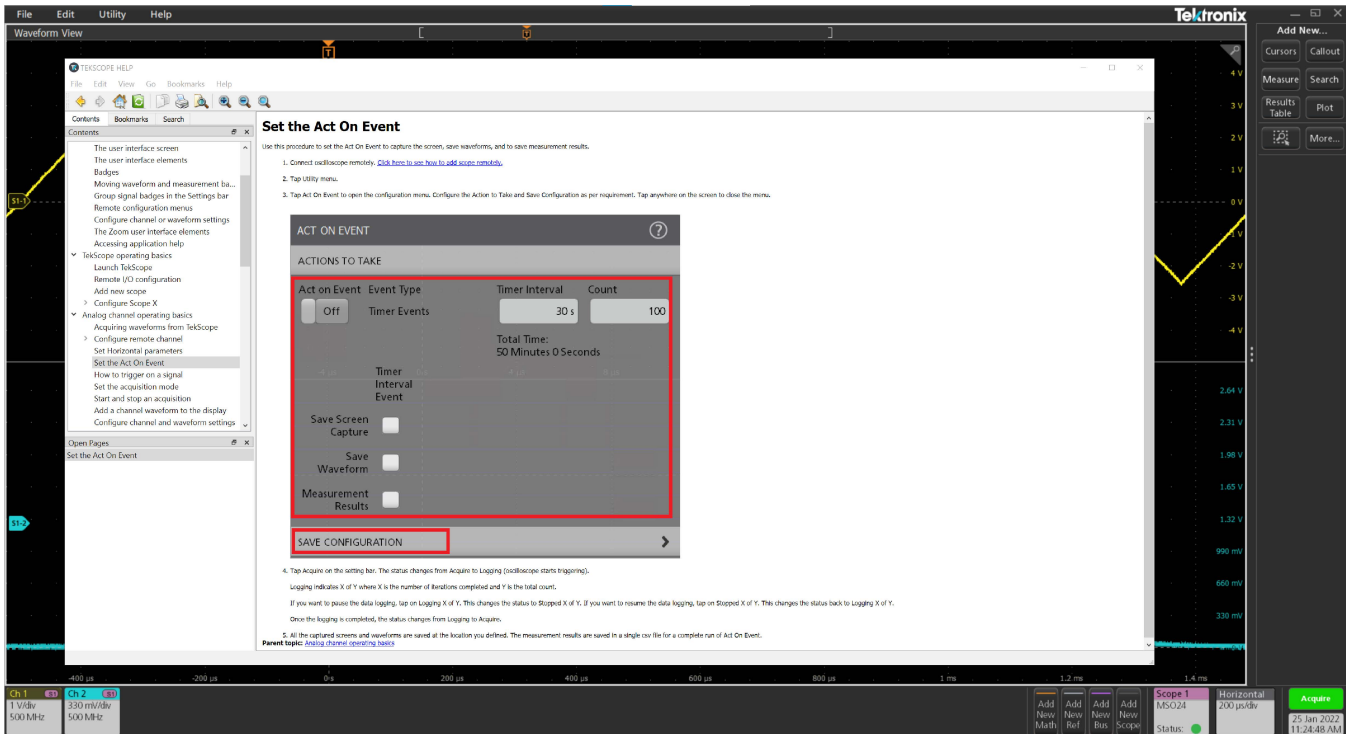 File Edit Utility Help
Tektronix
Waveform View
[ T ]
T
Add New...
Cursors Callout
Measure Search
Results Table Plot
More...
4 V
3 V
2 V
1 V
0 V
-1 V
-2 V
-3 V
-4 V
2.64 V
2.31 V
1.98 V
1.65 V
1.32 V
990 mV
660 mV
330 mV
S1-1
S1-2
TEKSCOPE HELP
File Edit View Go Bookmarks Help
Contents Bookmarks Search
Contents
The user interface screen
The user interface elements
Badges
Moving waveform and measurement ba...
Group signal badges in the Settings bar
Remote configuration menus
Configure channel or waveform settings
The Zoom user interface elements
Accessing application help
TekScope operating basics
Launch TekScope
Remote I/O configuration
Add new scope
Configure Scope X
Analog channel operating basics
Acquiring waveforms from TekScope
Configure remote channel
Set Horizontal parameters
Set the Act On Event
How to trigger on a signal
Set the acquisition mode
Start and stop an acquisition
Add a channel waveform to the display
Configure channel and waveform settings
Open Pages
Set the Act On Event
Set the Act On Event
Use this procedure to set the Act On Event to capture the screen, save waveforms, and to save measurement results.
1. Connect oscilloscope remotely. Click here to see how to add scope remotely.
2. Tap Utility menu.
3. Tap Act On Event to open the configuration menu. Configure the Action to Take and Save Configuration as per requirement. Tap anywhere on the screen to close the menu.
ACT ON EVENT ?
ACTIONS TO TAKE
Act on Event Event Type Timer Interval Count
Off Timer Events 30 s 100
Total Time:
50 Minutes 0 Seconds
Timer
Interval
Event
Save Screen
Capture
Save
Waveform
Measurement
Results
SAVE CONFIGURATION
4. Tap Acquire on the setting bar. The status changes from Acquire to Logging (oscilloscope starts triggering).
Logging indicates X of Y where X is the number of iterations completed and Y is the total count.
If you want to pause the data logging, tap on Logging X of Y. This changes the status to Stopped X of Y. If you want to resume the data logging, tap on Stopped X of Y. This changes the status back to Logging X of Y.
Once the logging is completed, the status changes from Logging to Acquire.
5. All the captured screens and waveforms are saved at the location you defined. The measurement results are saved in a single csv file for a complete run of Act On Event.
Parent topic: Analog channel operating basics
-400 µs -200 µs 0 s 200 µs 400 µs 600 µs 800 µs 1 ms 1.2 ms 1.4 ms
Ch 1 S1
1 V/div
500 MHz
Ch 2 S1
330 mV/div
500 MHz
Add New Math
Add New Ref
Add New Bus
Add New Scope
Scope 1
MSO24
Status:
Horizontal
200 µs/div
Acquire
25 Jan 2022
11:24:48 AM